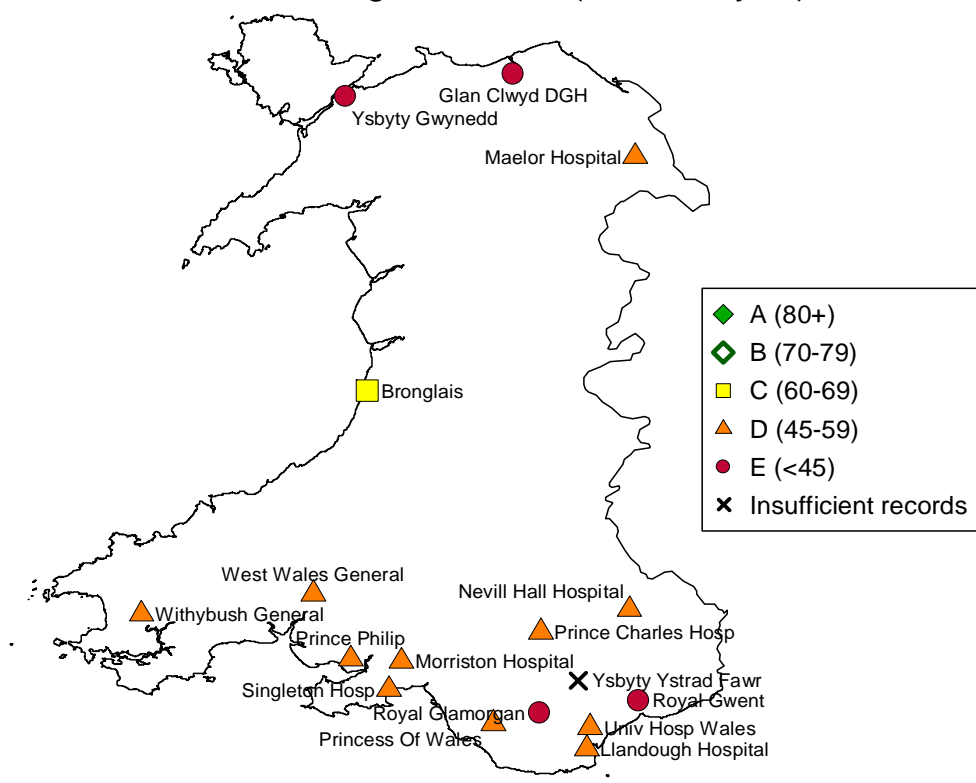 Glan Clwyd DGH
Ysbyty Gwynedd
Maelor Hospital
A (80+)
B (70-79)
Bronglais
C (60-69)
D (45-59)
E (<45)
Insufficient records
West Wales General
Nevill Hall Hospital
Withybush General
Prince Charles Hosp
Prince Philip
Morriston Hospital
Ysbyty Ystrad Fawr
Singleton Hosp
Royal Gwent
Royal Glamorgan
Univ Hosp Wales
Princess Of Wales
Llandough Hospital